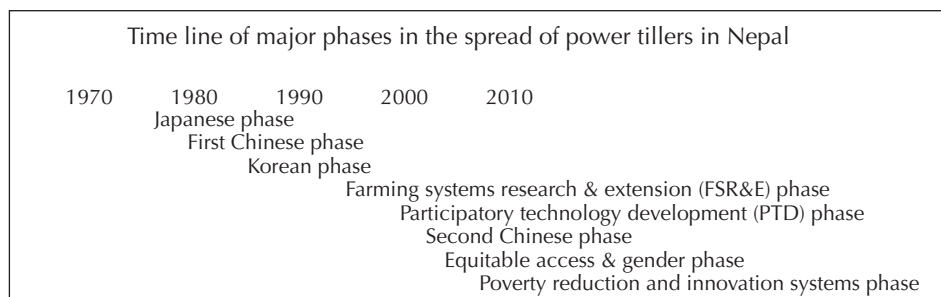 Time line of major phases in the spread of power tillers in Nepal
1970 1980 1990 2000 2010
Japanese phase
First Chinese phase
Korean phase
Farming systems research & extension (FSR&E) phase
Participatory technology development (PTD) phase
Second Chinese phase
Equitable access & gender phase
Poverty reduction and innovation systems phase